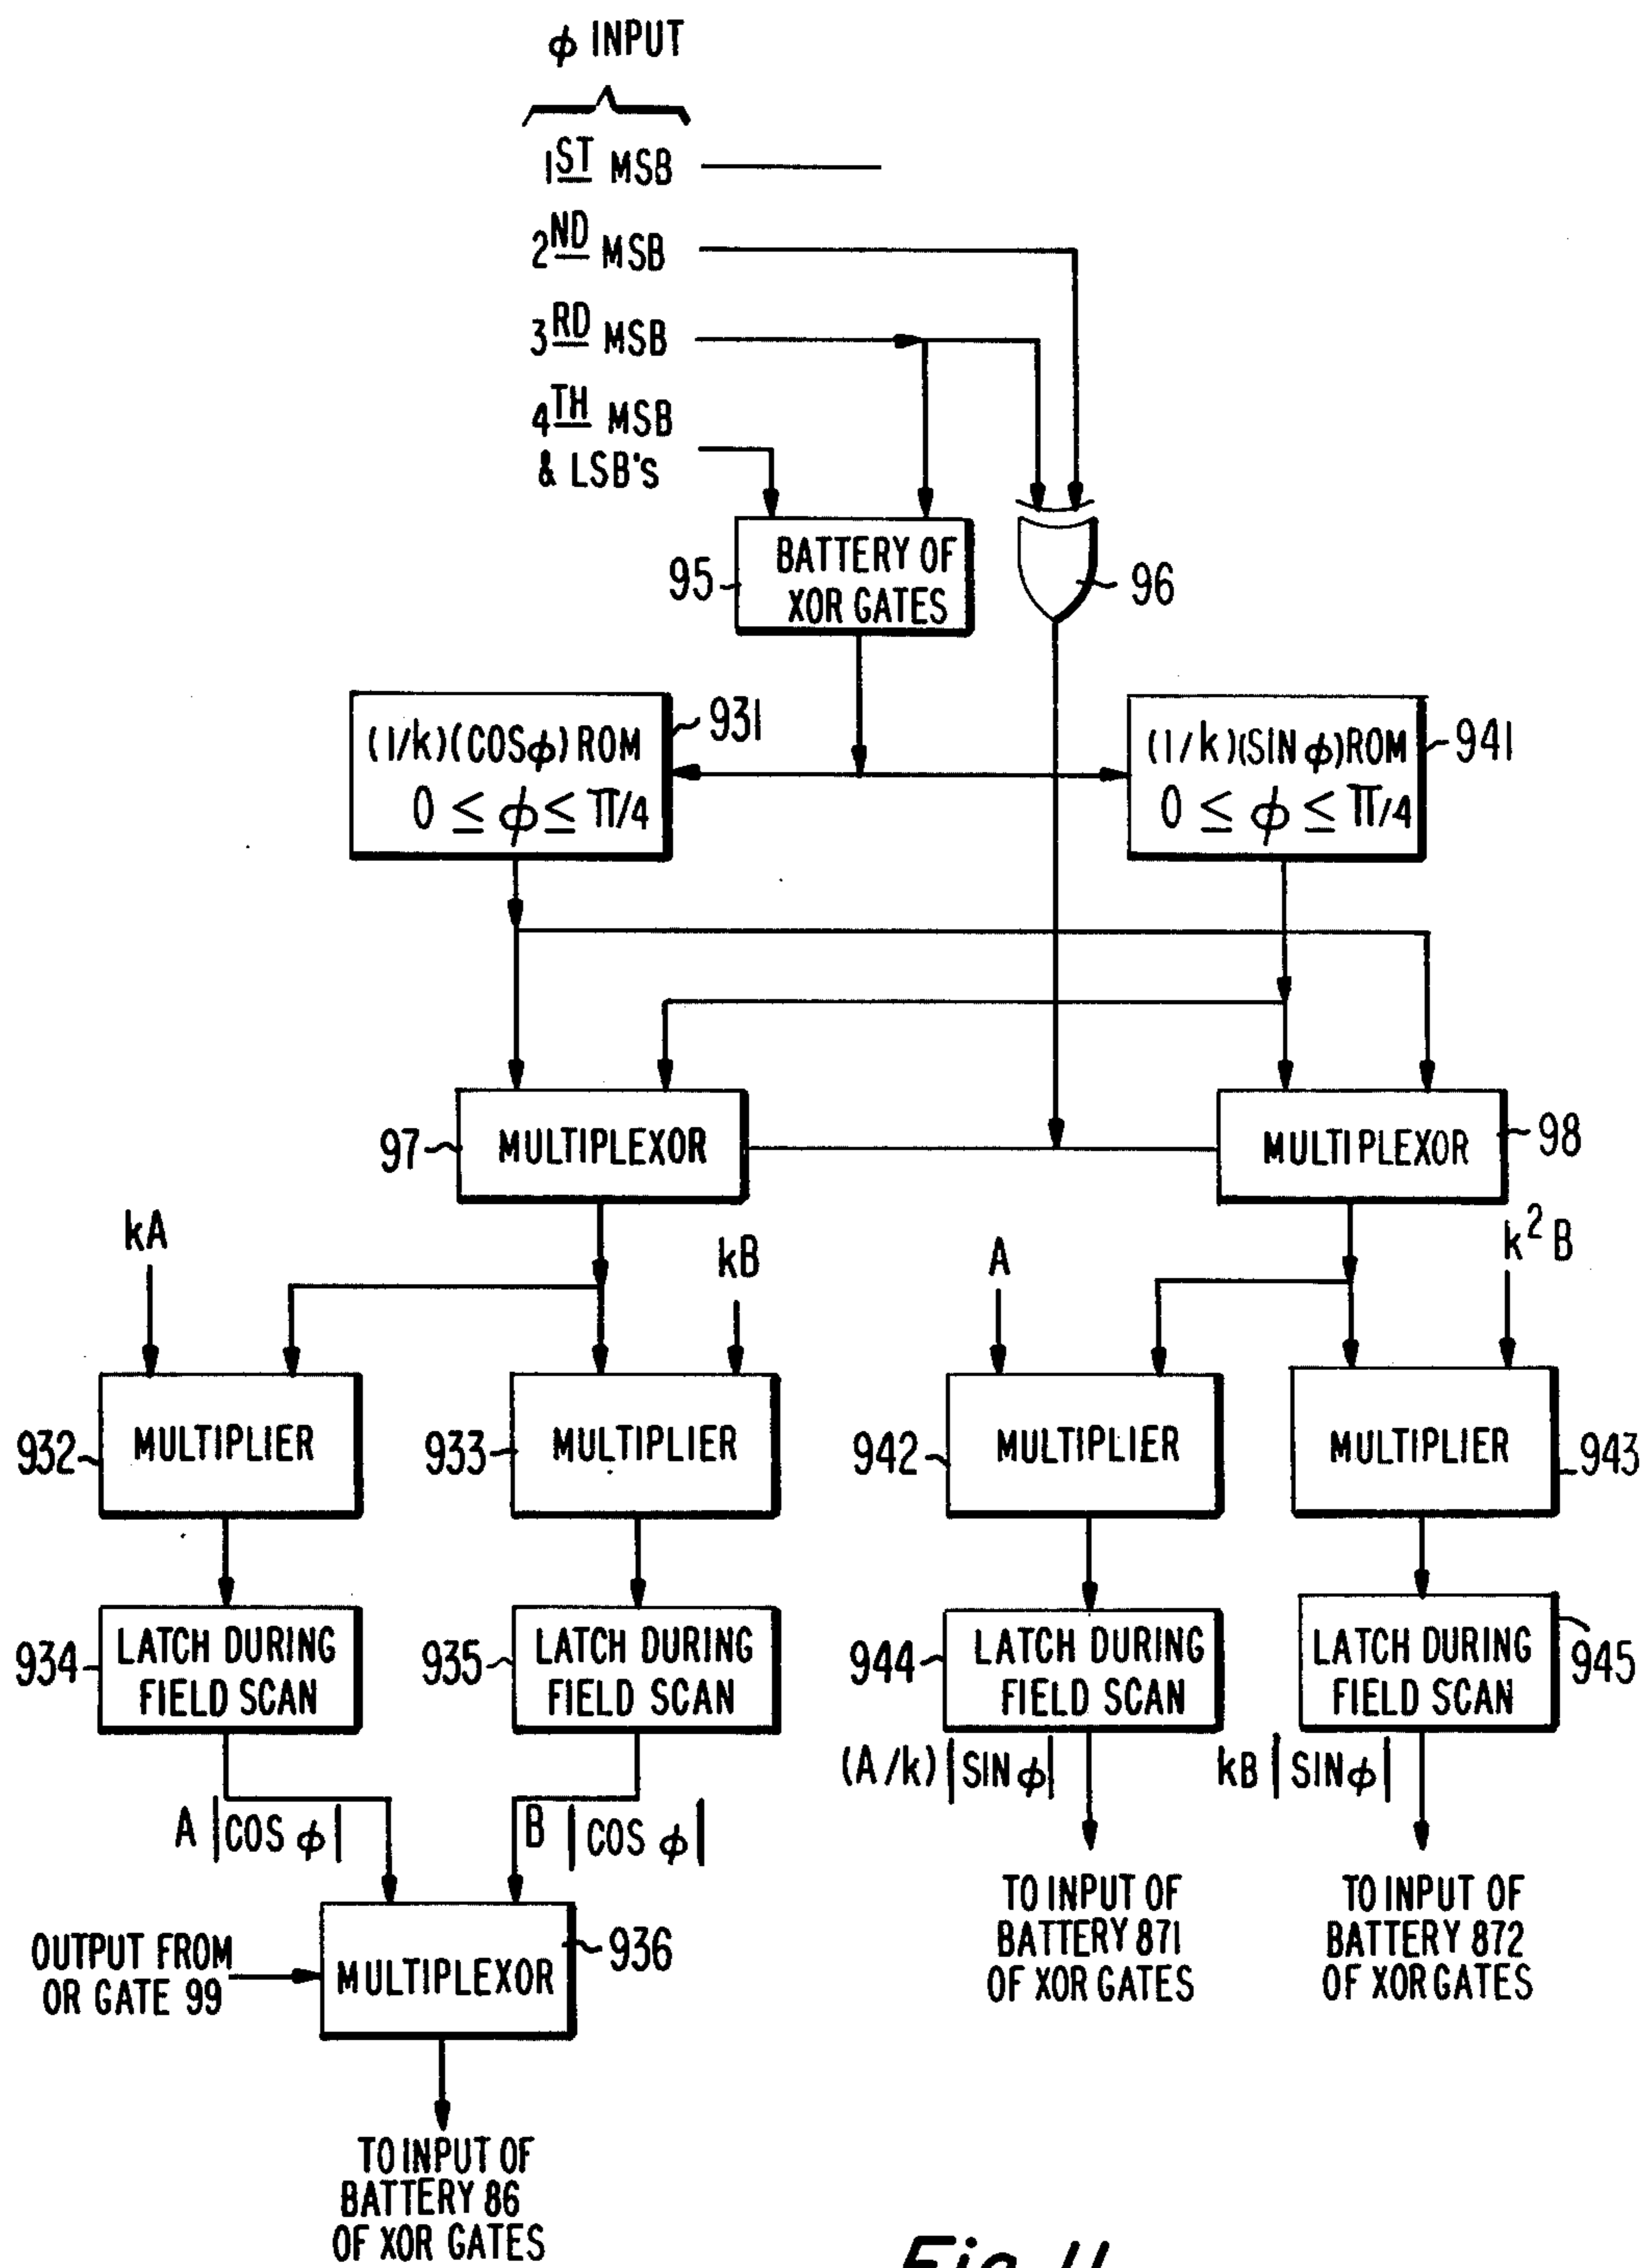 ϕ INPUT
1ST MSB
2ND MSB
3RD MSB
4TH MSB
& LSB's
95
BATTERY OF
XOR GATES
96
(1/k)(COSϕ) ROM
0 ≤ ϕ ≤ π/4
931
(1/k)(SIN ϕ) ROM
0 ≤ ϕ ≤ π/4
941
97
MULTIPLEXOR
MULTIPLEXOR
98
kA
kB
A
k² B
932
MULTIPLIER
933
MULTIPLIER
942
MULTIPLIER
MULTIPLIER
943
934
LATCH DURING
FIELD SCAN
935
LATCH DURING
FIELD SCAN
944
LATCH DURING
FIELD SCAN
LATCH DURING
FIELD SCAN
945
A |COS ϕ|
B |COS ϕ|
(A/k) |SIN ϕ|
kB |SINϕ|
OUTPUT FROM
OR GATE 99
MULTIPLEXOR
936
TO INPUT OF
BATTERY 871
OF XOR GATES
TO INPUT OF
BATTERY 872
OF XOR GATES
TO INPUT OF
BATTERY 86
OF XOR GATES
Fig. 11